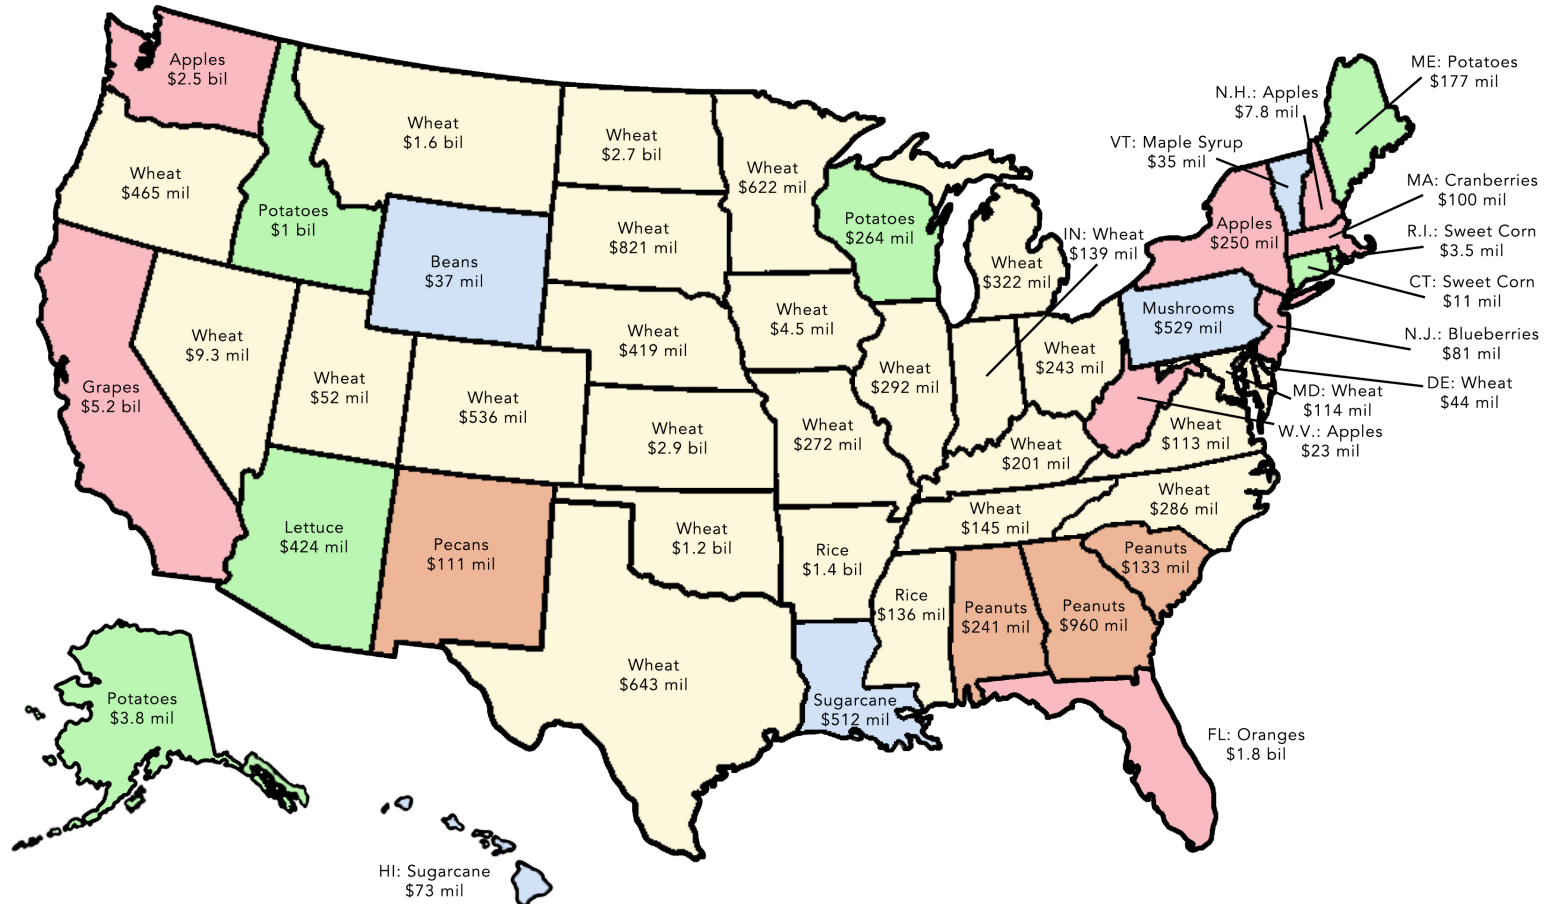 Apples
$2.5 bil
Wheat
$465 mil
Potatoes
$1 bil
Wheat
$1.6 bil
Wheat
$2.7 bil
Wheat
$622 mil
Potatoes
$264 mil
Beans
$37 mil
Wheat
$821 mil
Wheat
$322 mil
IN: Wheat
$139 mil
Apples
$250 mil
VT: Maple Syrup
$35 mil
N.H.: Apples
$7.8 mil
ME: Potatoes
$177 mil
MA: Cranberries
$100 mil
R.I.: Sweet Corn
$3.5 mil
CT: Sweet Corn
$11 mil
N.J.: Blueberries
$81 mil
DE: Wheat
$44 mil
MD: Wheat
$114 mil
W.V.: Apples
$23 mil
Mushrooms
$529 mil
Grapes
$5.2 bil
Wheat
$9.3 mil
Wheat
$52 mil
Wheat
$536 mil
Wheat
$419 mil
Wheat
$4.5 mil
Wheat
$292 mil
Wheat
$243 mil
Wheat
$2.9 bil
Wheat
$272 mil
Wheat
$201 mil
Wheat
$113 mil
Lettuce
$424 mil
Pecans
$111 mil
Wheat
$1.2 bil
Rice
$1.4 bil
Wheat
$145 mil
Wheat
$286 mil
Rice
$136 mil
Peanuts
$241 mil
Peanuts
$960 mil
Peanuts
$133 mil
Wheat
$643 mil
Sugarcane
$512 mil
FL: Oranges
$1.8 bil
Potatoes
$3.8 mil
HI: Sugarcane
$73 mil